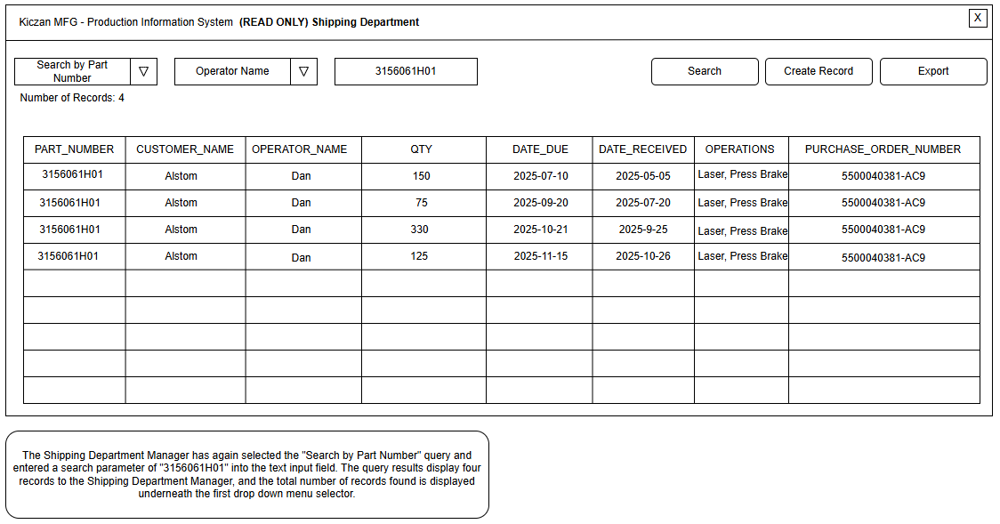 Kiczan MFG - Production Information System (READ ONLY) Shipping Department
X
Search by Part
Number
▽
Operator Name
▽
3156061H01
Search
Create Record
Export
Number of Records: 4
PART_NUMBER CUSTOMER_NAME OPERATOR_NAME QTY DATE_DUE DATE_RECEIVED OPERATIONS PURCHASE_ORDER_NUMBER
3156061H01 Alstom Dan 150 2025-07-10 2025-05-05 Laser, Press Brake 5500040381-AC9
3156061H01 Alstom Dan 75 2025-09-20 2025-07-20 Laser, Press Brake 5500040381-AC9
3156061H01 Alstom Dan 330 2025-10-21 2025-9-25 Laser, Press Brake 5500040381-AC9
3156061H01 Alstom Dan 125 2025-11-15 2025-10-26 Laser, Press Brake 5500040381-AC9
The Shipping Department Manager has again selected the "Search by Part Number" query and
entered a search parameter of "3156061H01" into the text input field. The query results display four
records to the Shipping Department Manager, and the total number of records found is displayed
underneath the first drop down menu selector.